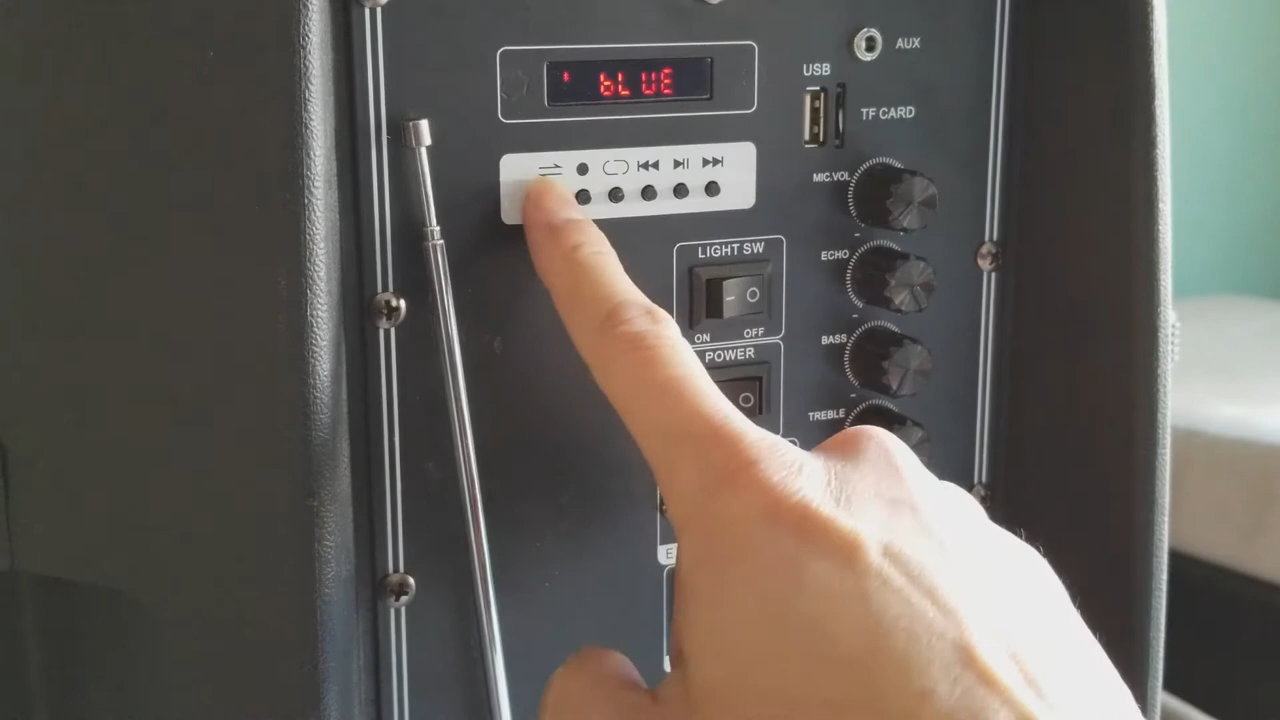 bLUE
AUX
USB
TF CARD
MIC.VOL
LIGHT SW
ECHO
ON OFF
BASS
POWER
TREBLE